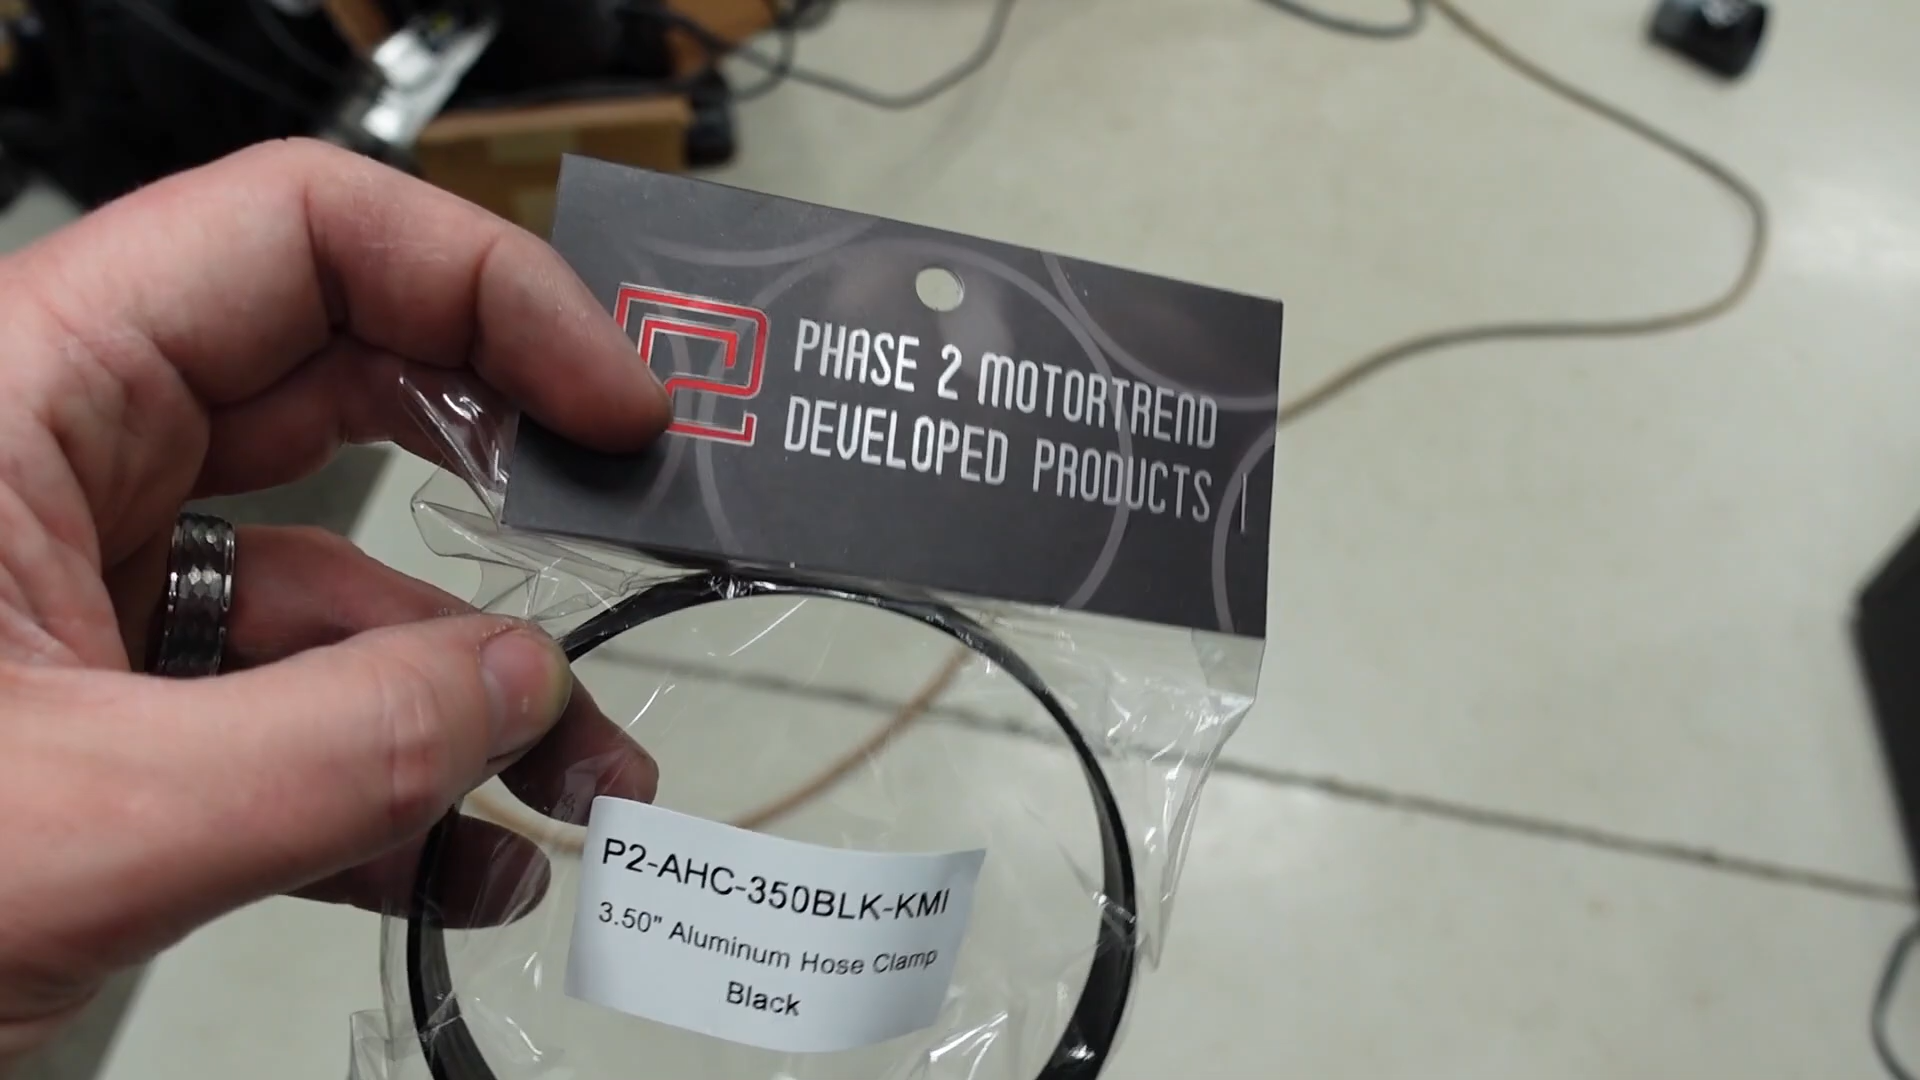 PHASE 2 MOTORTREND
DEVELOPED PRODUCTS
P2-AHC-350BLK-KMI
3.50" Aluminum Hose Clamp
Black